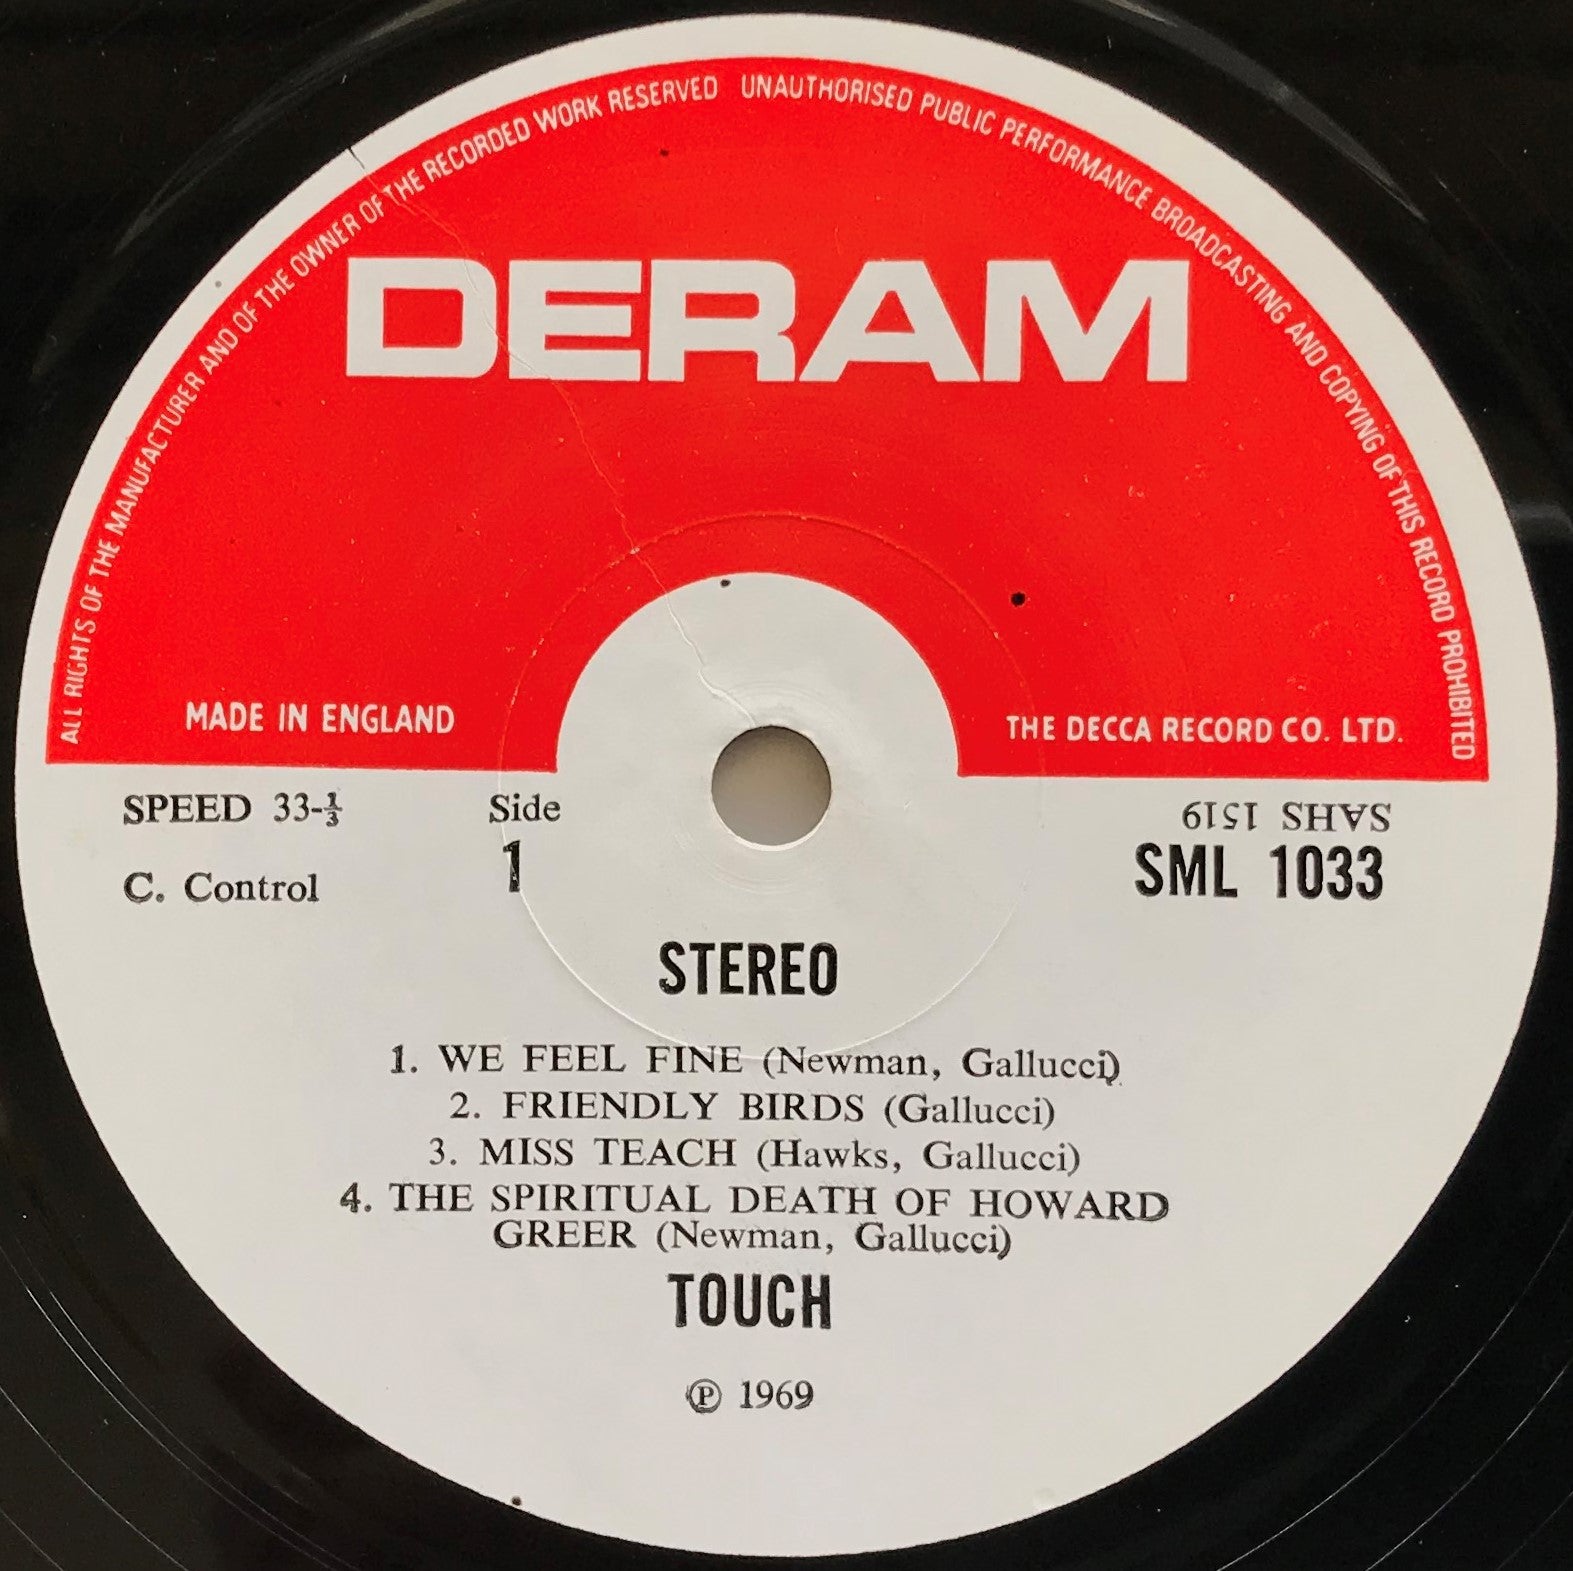 ALL RIGHTS OF THE MANUFACTURER AND OF THE OWNER OF THE RECORDED WORK RESERVED UNAUTHORISED PUBLIC PERFORMANCE BROADCASTING AND COPYING OF THIS RECORD PROHIBITED
DERAM
MADE IN ENGLAND
THE DECCA RECORD CO. LTD.
SPEED 33-⅓
Side
SAHS 1519
1
SML 1033
C. Control
STEREO
1. WE FEEL FINE (Newman, Gallucci)
2. FRIENDLY BIRDS (Gallucci)
3. MISS TEACH (Hawks, Gallucci)
4. THE SPIRITUAL DEATH OF HOWARD
GREER (Newman, Gallucci)
TOUCH
℗ 1969